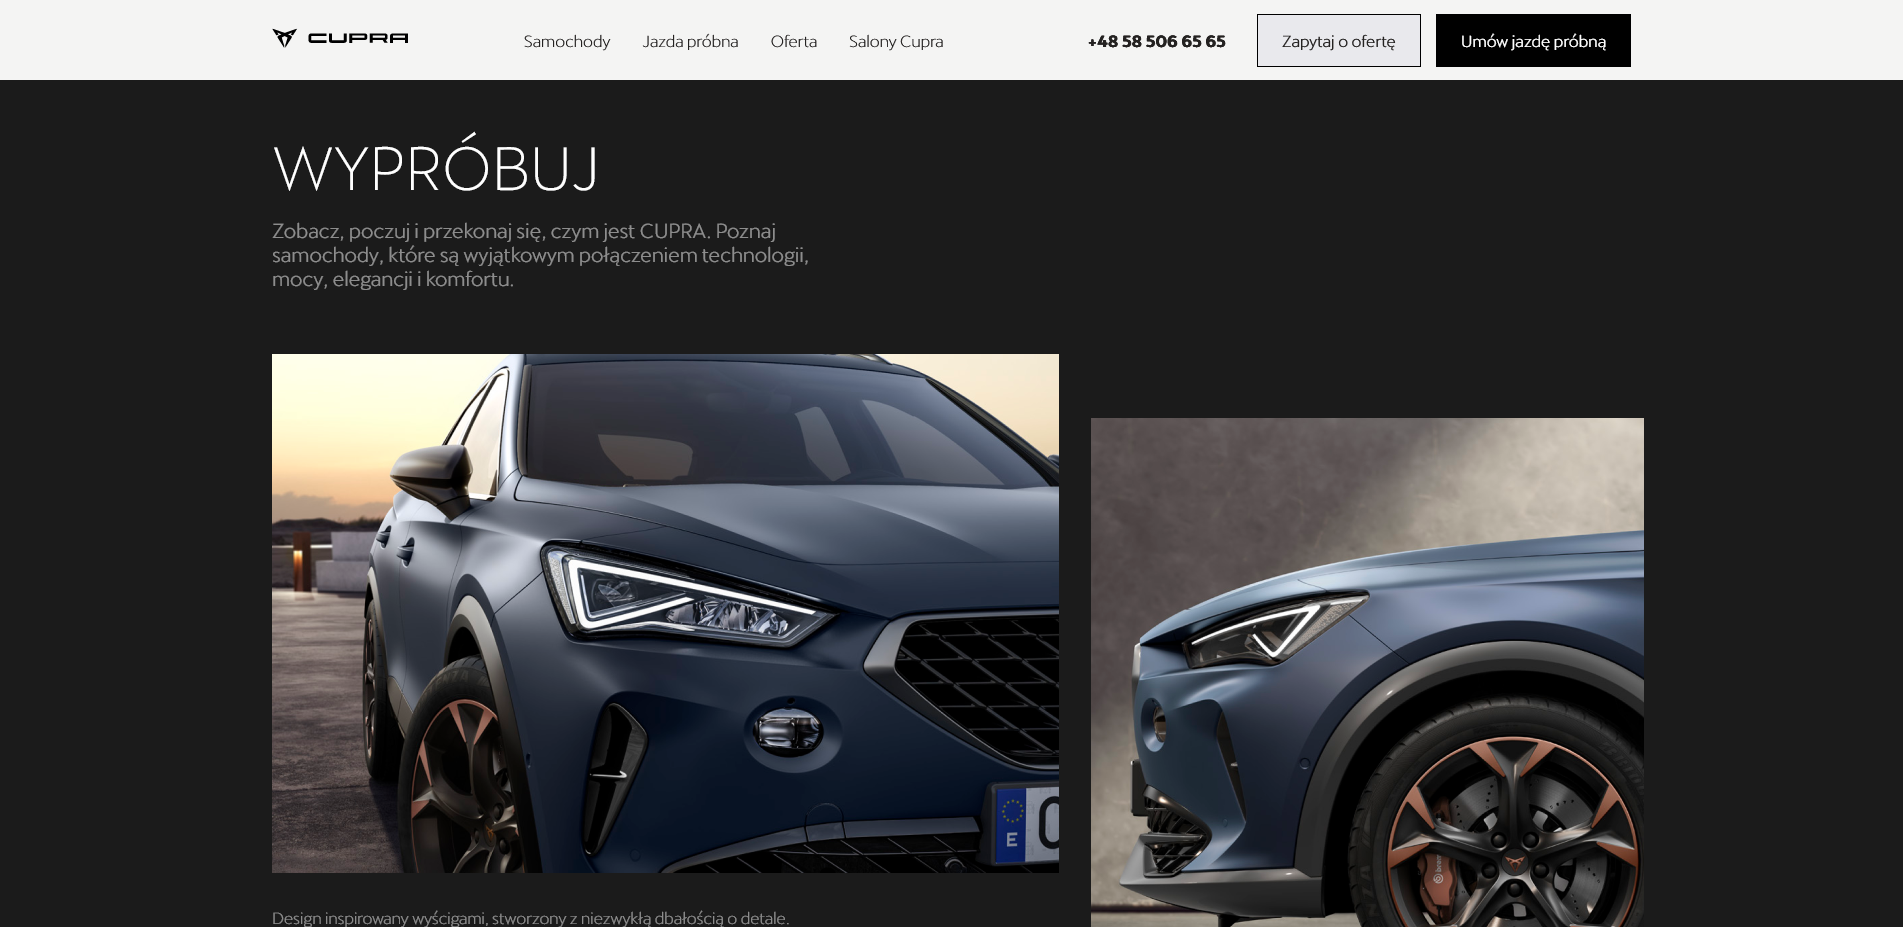 CUPRA
Samochody
Jazda próbna
Oferta
Salony Cupra
+48 58 506 65 65
Zapytaj o ofertę
Umów jazdę próbną
WYPRÓBUJ
Zobacz, poczuj i przekonaj się, czym jest CUPRA. Poznaj
samochody, które są wyjątkowym połączeniem technologii,
mocy, elegancji i komfortu.
E
brembo
Design inspirowany wyścigami, stworzony z niezwykłą dbałością o detale.